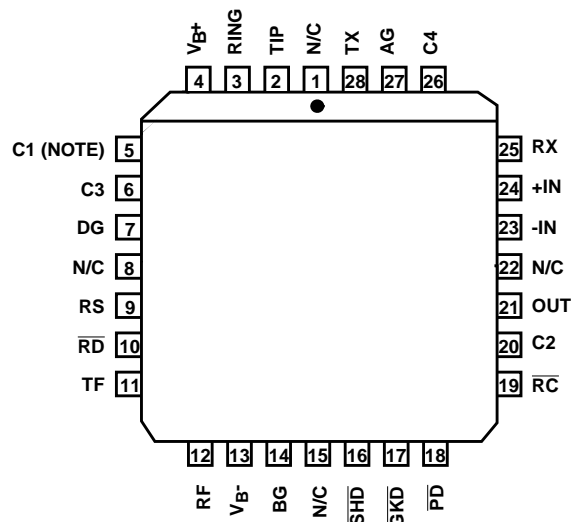 VB+
RING
TIP
N/C
TX
AG
C4
4
3
2
1
28
27
26
C1 (NOTE) 5
C3 6
DG 7
N/C 8
RS 9
RD 10
TF 11
25 RX
24 +IN
23 -IN
22 N/C
21 OUT
20 C2
19 RC
12
13
14
15
16
17
18
RF
VB-
BG
N/C
SHD
GKD
PD